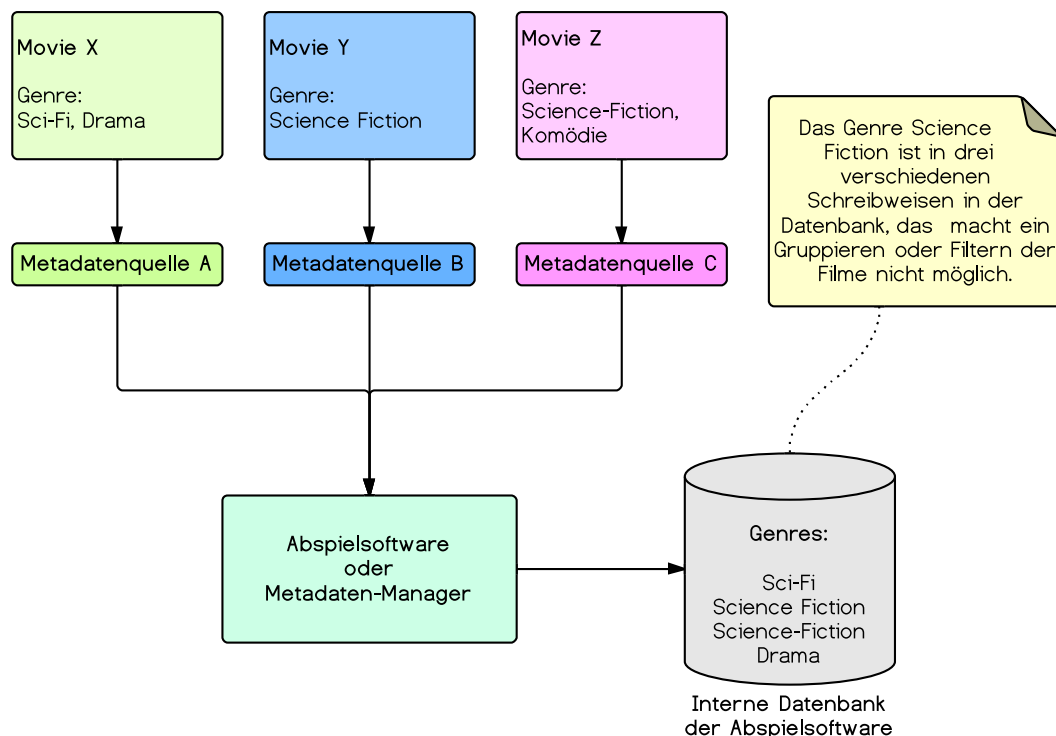 Movie X
Genre:
Sci-Fi, Drama
Movie Y
Genre:
Science Fiction
Movie Z
Genre:
Science-Fiction,
Komödie
Das Genre Science
Fiction ist in drei
verschiedenen
Schreibweisen in der
Datenbank, das macht ein
Gruppieren oder Filtern der
Filme nicht möglich.
Metadatenquelle A
Metadatenquelle B
Metadatenquelle C
Abspielsoftware
oder
Metadaten-Manager
Genres:
Sci-Fi
Science Fiction
Science-Fiction
Drama
Interne Datenbank
der Abspielsoftware